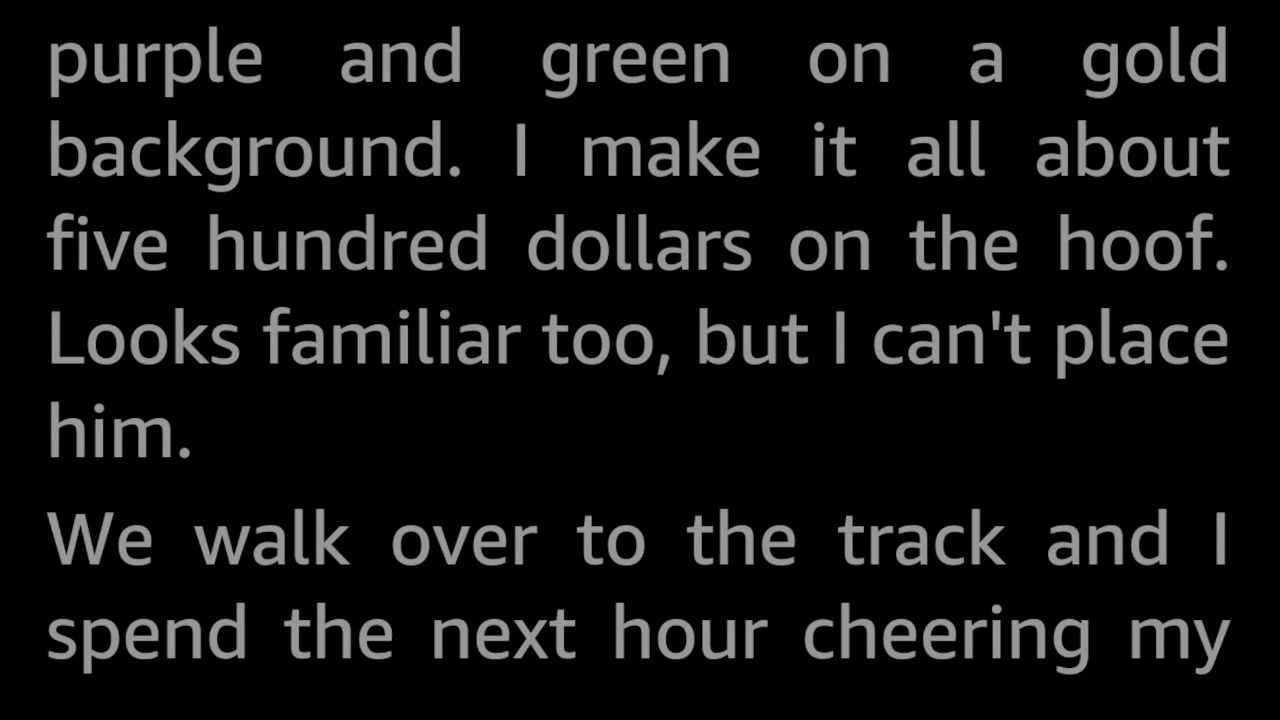 purple and green on a gold
background. I make it all about
five hundred dollars on the hoof.
Looks familiar too, but I can't place
him.
We walk over to the track and I
spend the next hour cheering my